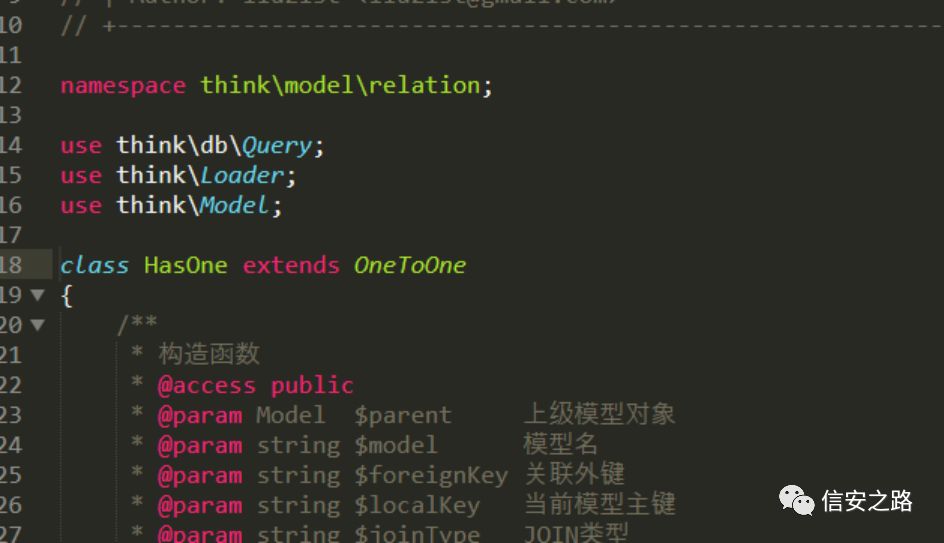 // | Author: liu21st <liu21st@gmail.com>
10 // +----------------------------------------------------------
11
12 namespace think\model\relation;
13
14 use think\db\Query;
15 use think\Loader;
16 use think\Model;
17
18 class HasOne extends OneToOne
19 {
20 /**
21 * 构造函数
22 * @access public
23 * @param Model $parent 上级模型对象
24 * @param string $model 模型名
25 * @param string $foreignKey 关联外键
26 * @param string $localKey 当前模型主键
27 * @param string $joinType JOIN类型
信安之路